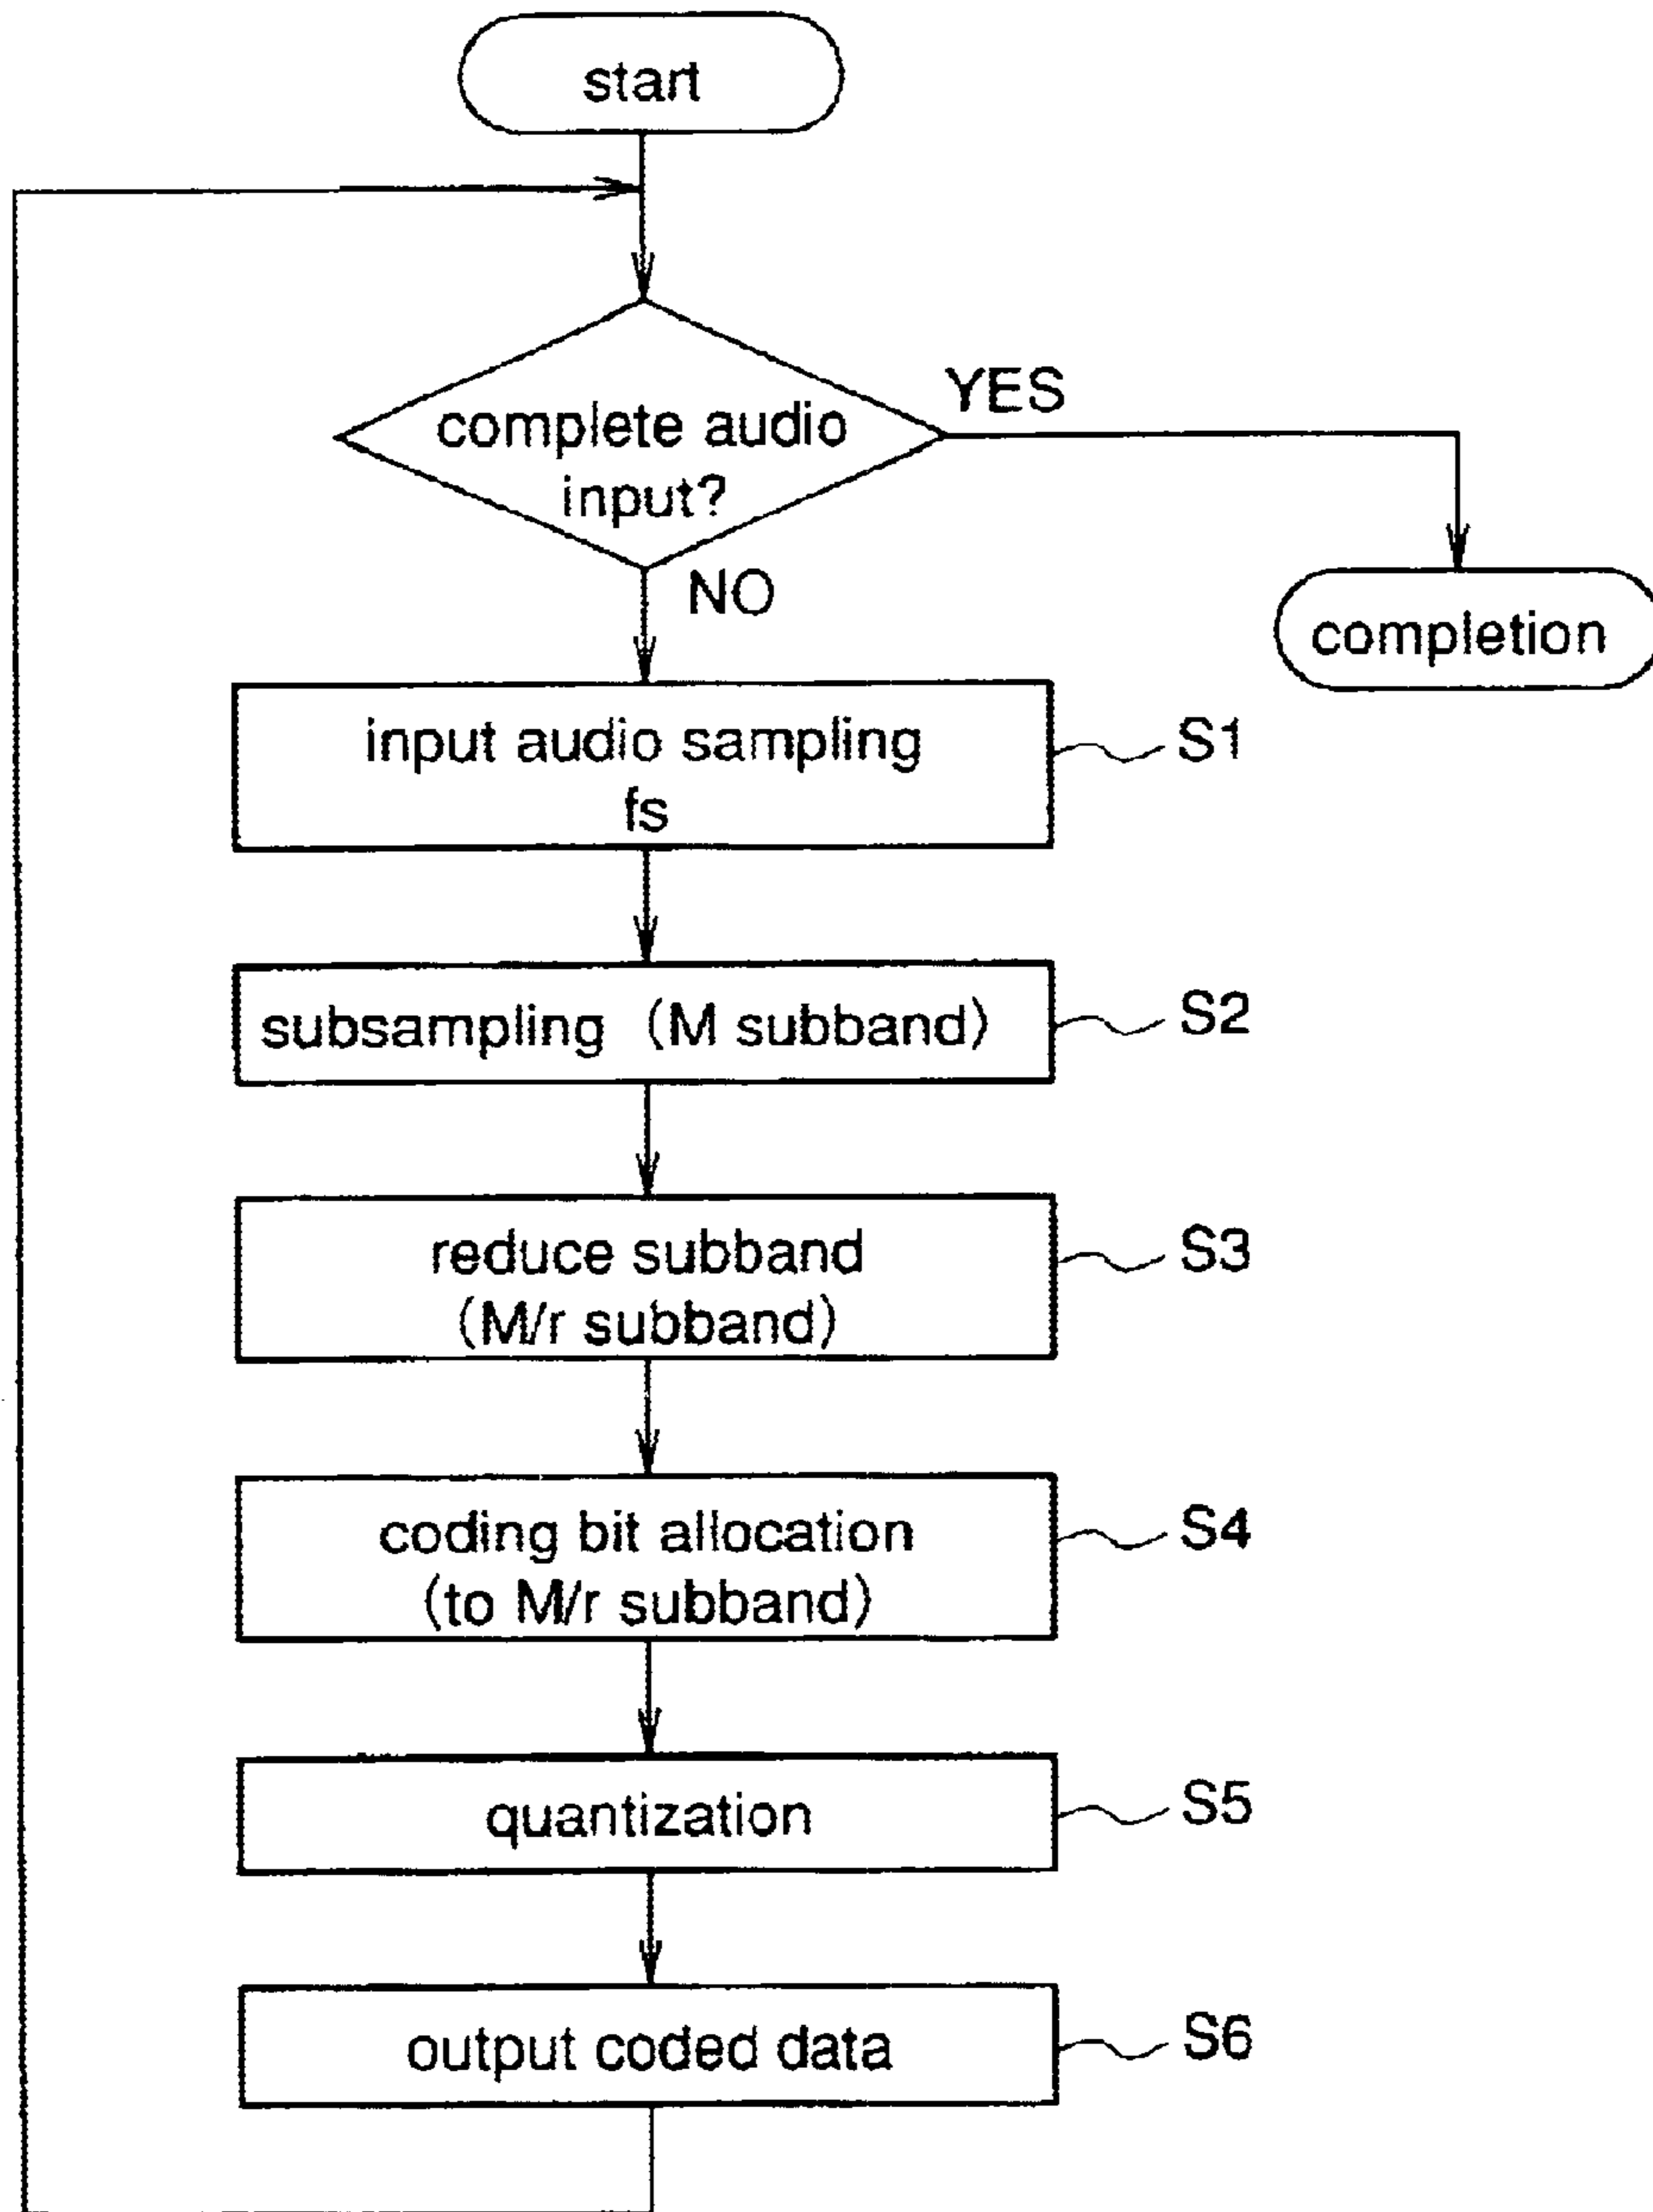 start
complete audio
input?
YES
NO
completion
input audio sampling
fs
S1
subsampling (M subband)
S2
reduce subband
(M/r subband)
S3
coding bit allocation
(to M/r subband)
S4
quantization
S5
output coded data
S6